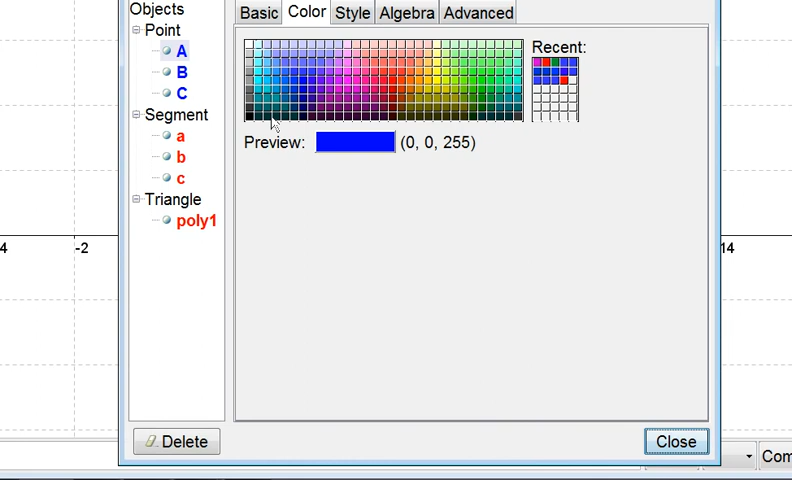 Objects
Basic Color Style Algebra Advanced
Point
A
B
C
Segment
a
b
c
Triangle
poly1
Recent:
Preview: (0, 0, 255)
4
-2
14
Delete
Close
Com